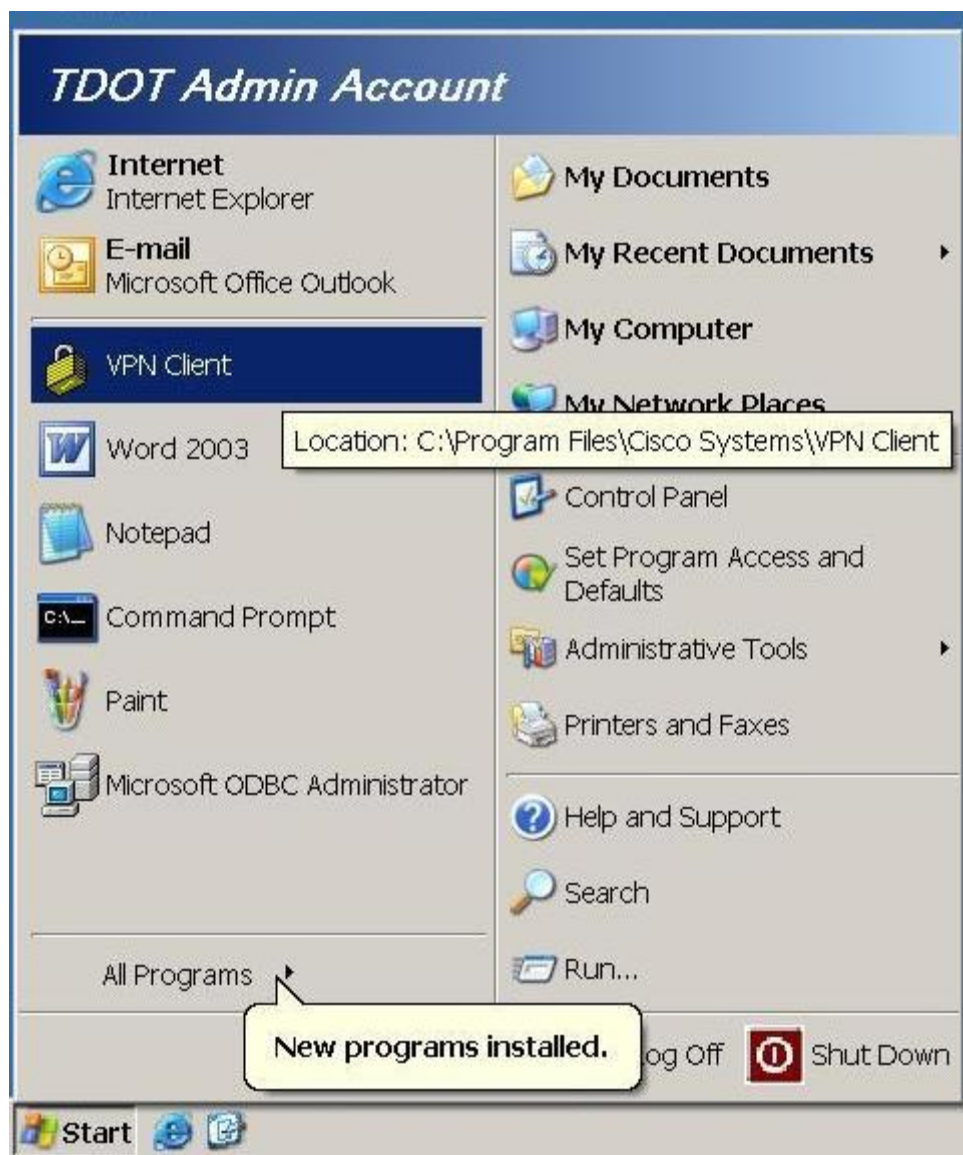 TDOT Admin Account
Internet
Internet Explorer
E-mail
Microsoft Office Outlook
VPN Client
Word 2003
Notepad
Command Prompt
C:\_
Paint
Microsoft ODBC Administrator
All Programs
My Documents
My Recent Documents
My Computer
My Network Places
Location: C:\Program Files\Cisco Systems\VPN Client
Control Panel
Set Program Access and
Defaults
Administrative Tools
Printers and Faxes
Help and Support
Search
Run...
New programs installed.
og Off
Shut Down
Start